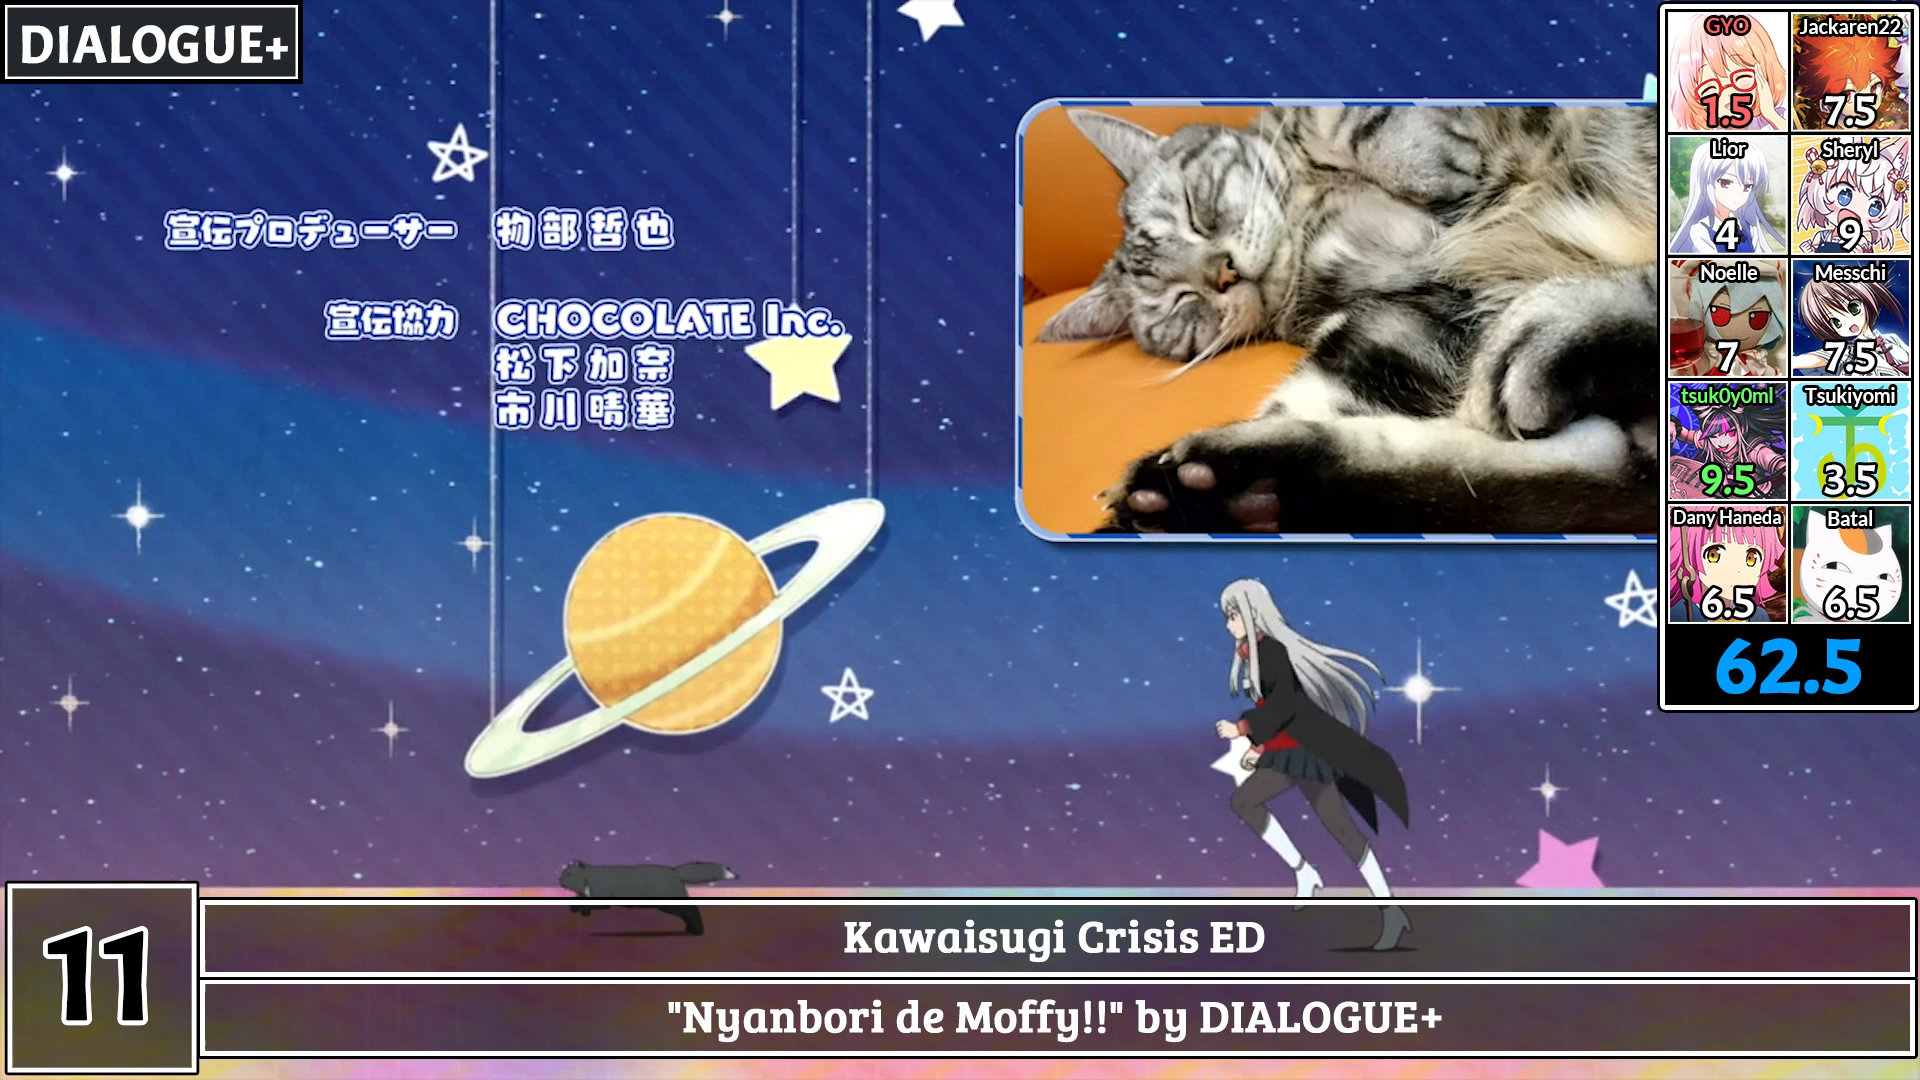 DIALOGUE+
宣伝プロデューサー 物部哲也
宣伝協力 CHOCOLATE Inc.
松下加奈
市川晴華
GYO
1.5
Jackaren22
7.5
Lior
4
Sheryl
9
Noelle
7
Messchi
7.5
tsuk0y0ml
9.5
Tsukiyomi
3.5
Dany Haneda
6.5
Batal
6.5
62.5
11
Kawaisugi Crisis ED
"Nyanbori de Moffy!!" by DIALOGUE+